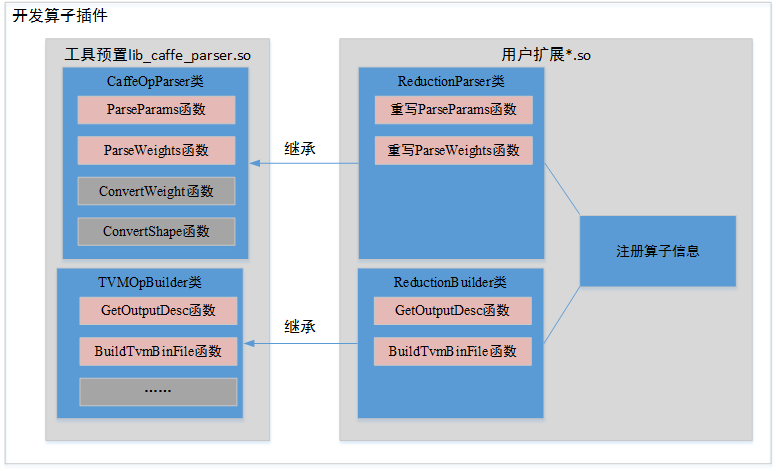 开发算子插件
工具预置lib_caffe_parser.so
CaffeOpParser类
ParseParams函数
ParseWeights函数
ConvertWeight函数
ConvertShape函数
TVMOpBuilder类
GetOutputDesc函数
BuildTvmBinFile函数
……
继承
继承
用户扩展*.so
ReductionParser类
重写ParseParams函数
重写ParseWeights函数
ReductionBuilder类
GetOutputDesc函数
BuildTvmBinFile函数
注册算子信息